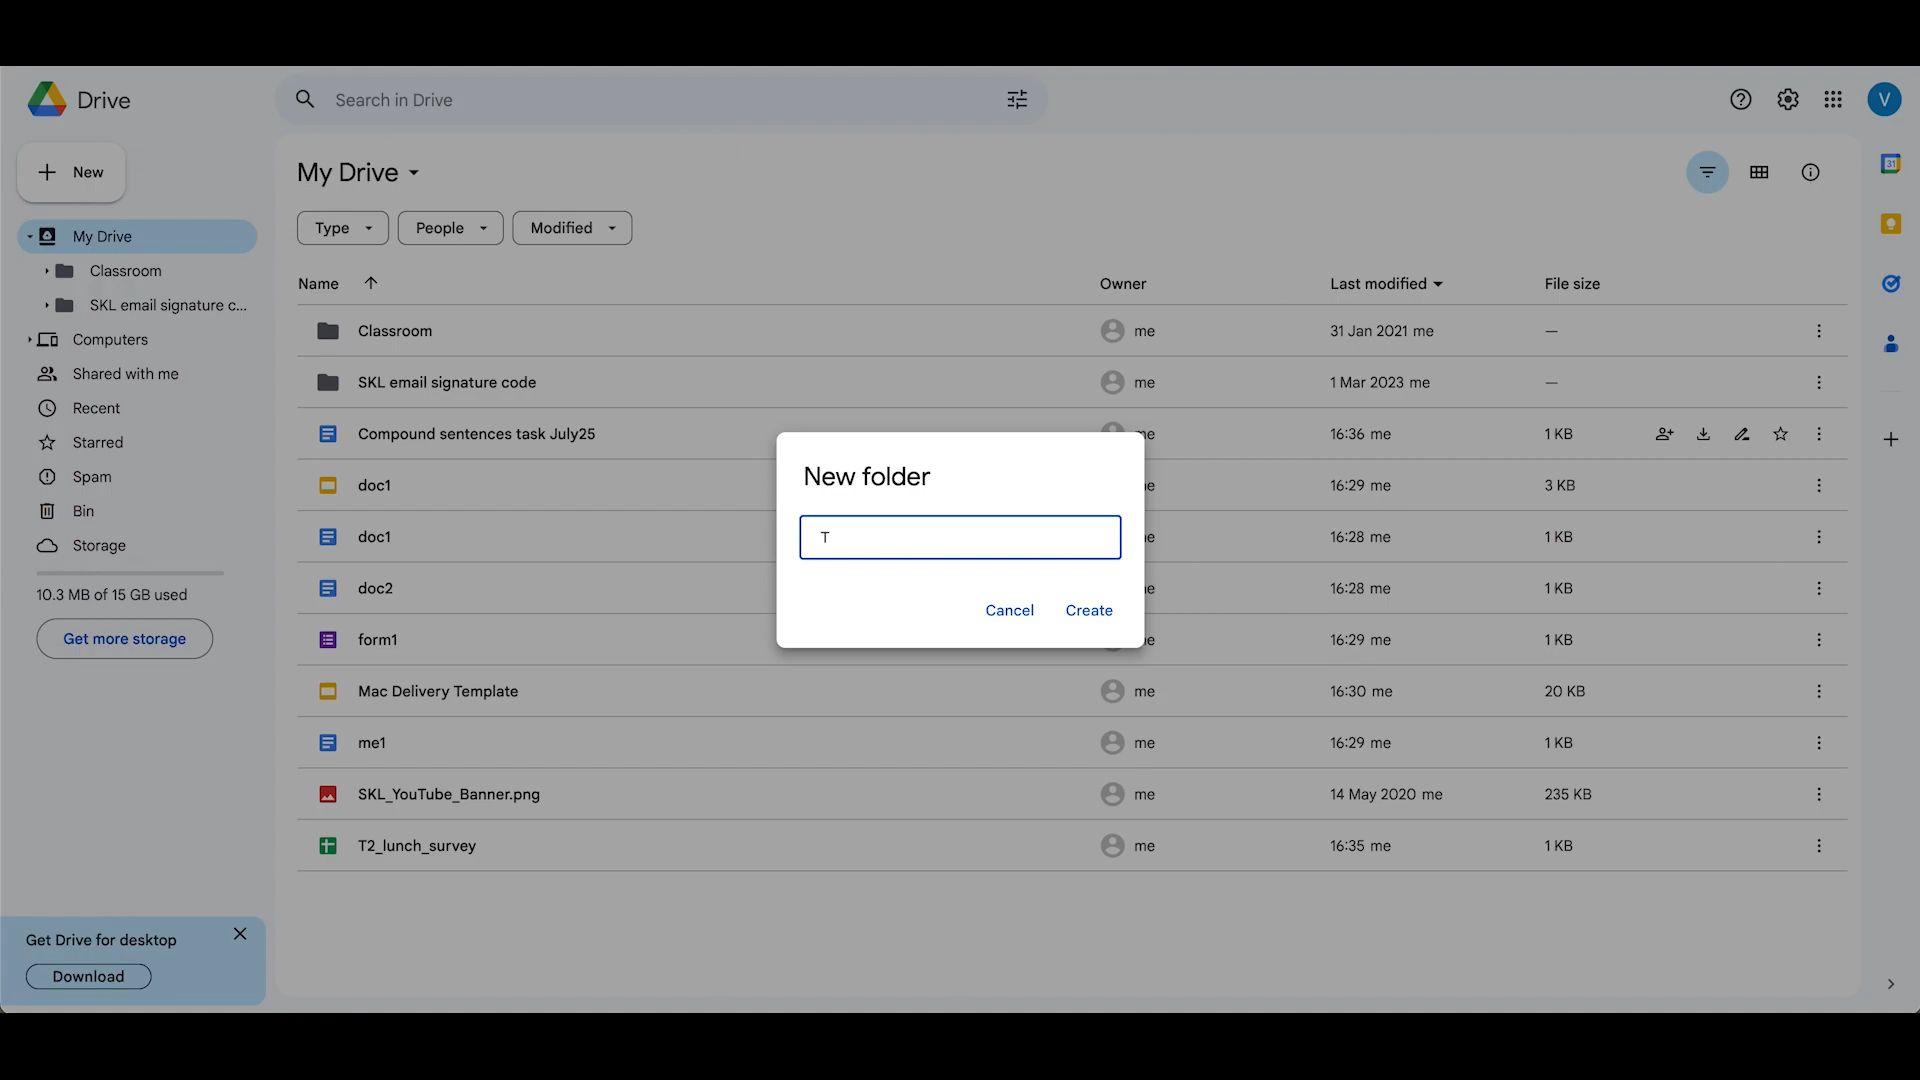 Drive
Search in Drive
V
New
My Drive
Classroom
SKL email signature c...
Computers
Shared with me
Recent
Starred
Spam
Bin
Storage
10.3 MB of 15 GB used
Get more storage
Get Drive for desktop
Download
My Drive
Type People Modified
Name Owner Last modified File size
Classroom me 31 Jan 2021 me —
SKL email signature code me 1 Mar 2023 me —
Compound sentences task July25 me 16:36 me 1 KB
doc1 16:29 me 3 KB
doc1 16:28 me 1 KB
doc2 16:28 me 1 KB
form1 16:29 me 1 KB
Mac Delivery Template me 16:30 me 20 KB
me1 me 16:29 me 1 KB
SKL_YouTube_Banner.png me 14 May 2020 me 235 KB
T2_lunch_survey me 16:35 me 1 KB
New folder
T
Cancel Create
31